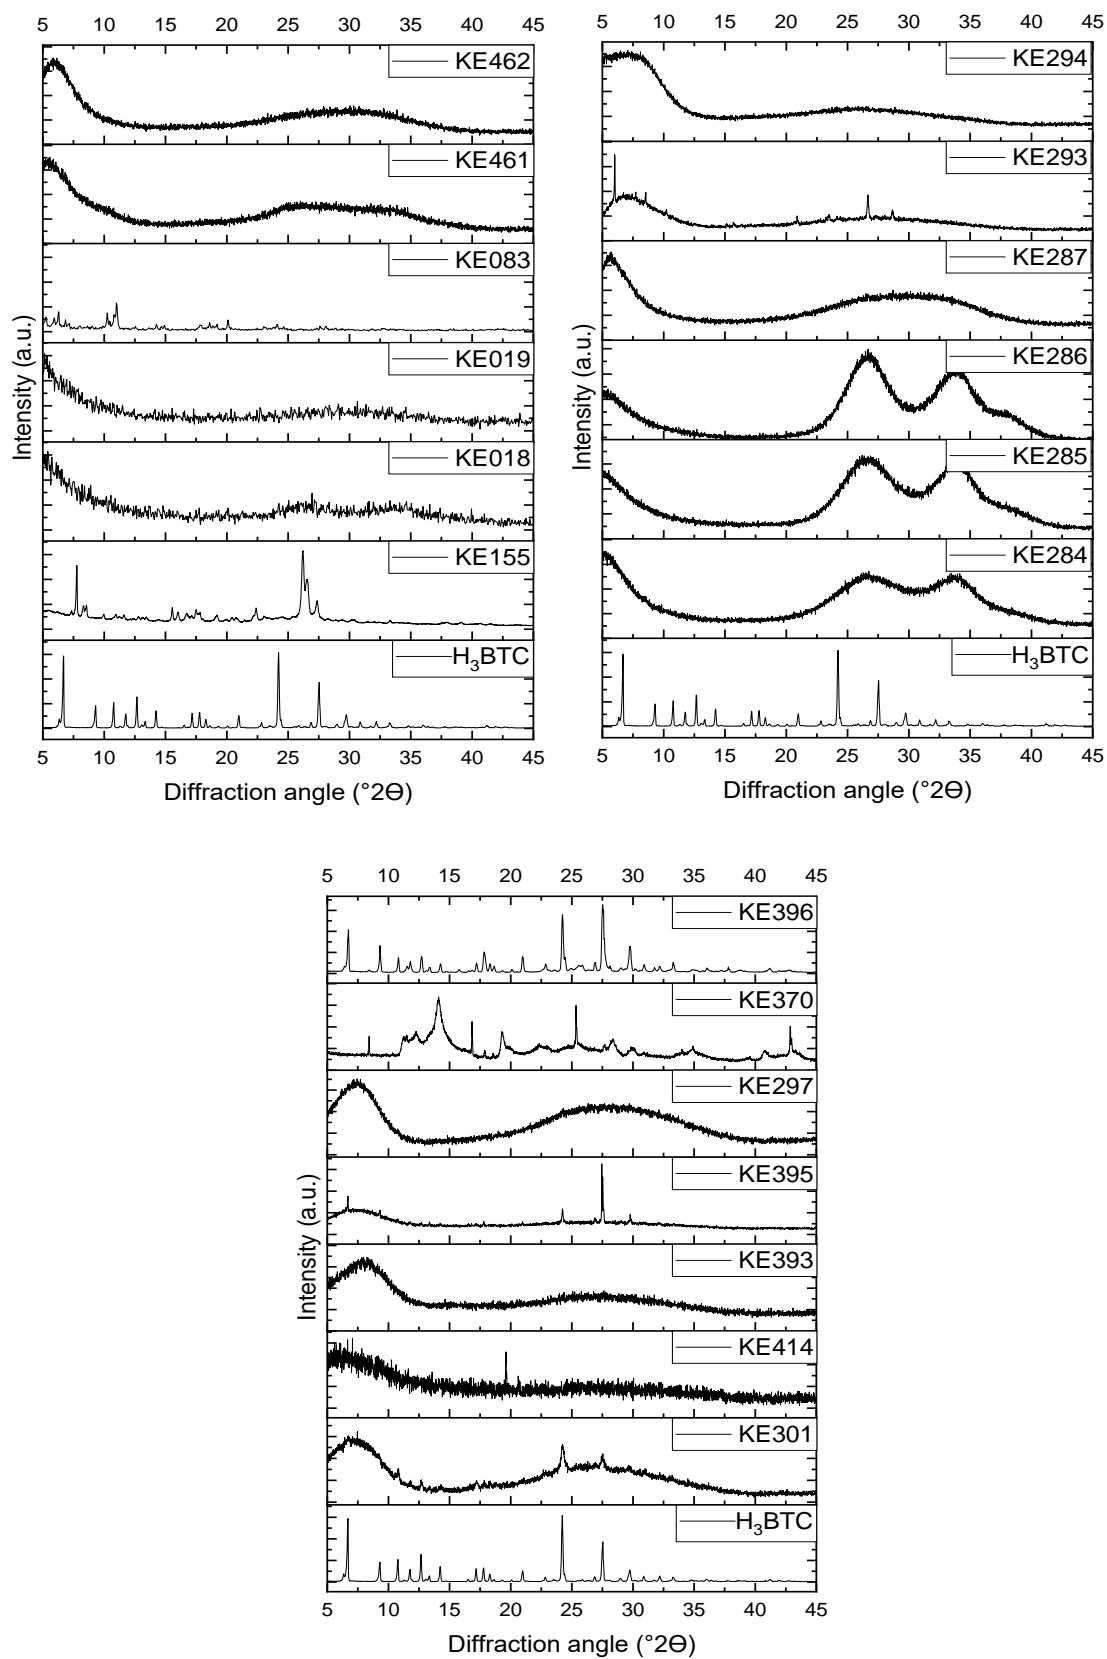 5 10 15 20 25 30 35 40 45
KE462
KE461
KE083
KE019
KE018
KE155
H₃BTC
Intensity (a.u.)
5 10 15 20 25 30 35 40 45
Diffraction angle (°2Θ)
5 10 15 20 25 30 35 40 45
KE294
KE293
KE287
KE286
KE285
KE284
H₃BTC
Intensity (a.u.)
5 10 15 20 25 30 35 40 45
Diffraction angle (°2Θ)
5 10 15 20 25 30 35 40 45
KE396
KE370
KE297
KE395
KE393
KE414
KE301
H₃BTC
Intensity (a.u.)
5 10 15 20 25 30 35 40 45
Diffraction angle (°2Θ)